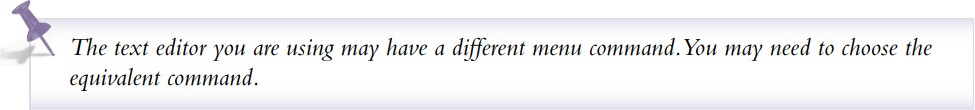 The text editor you are using may have a different menu command.You may need to choose the
equivalent command.